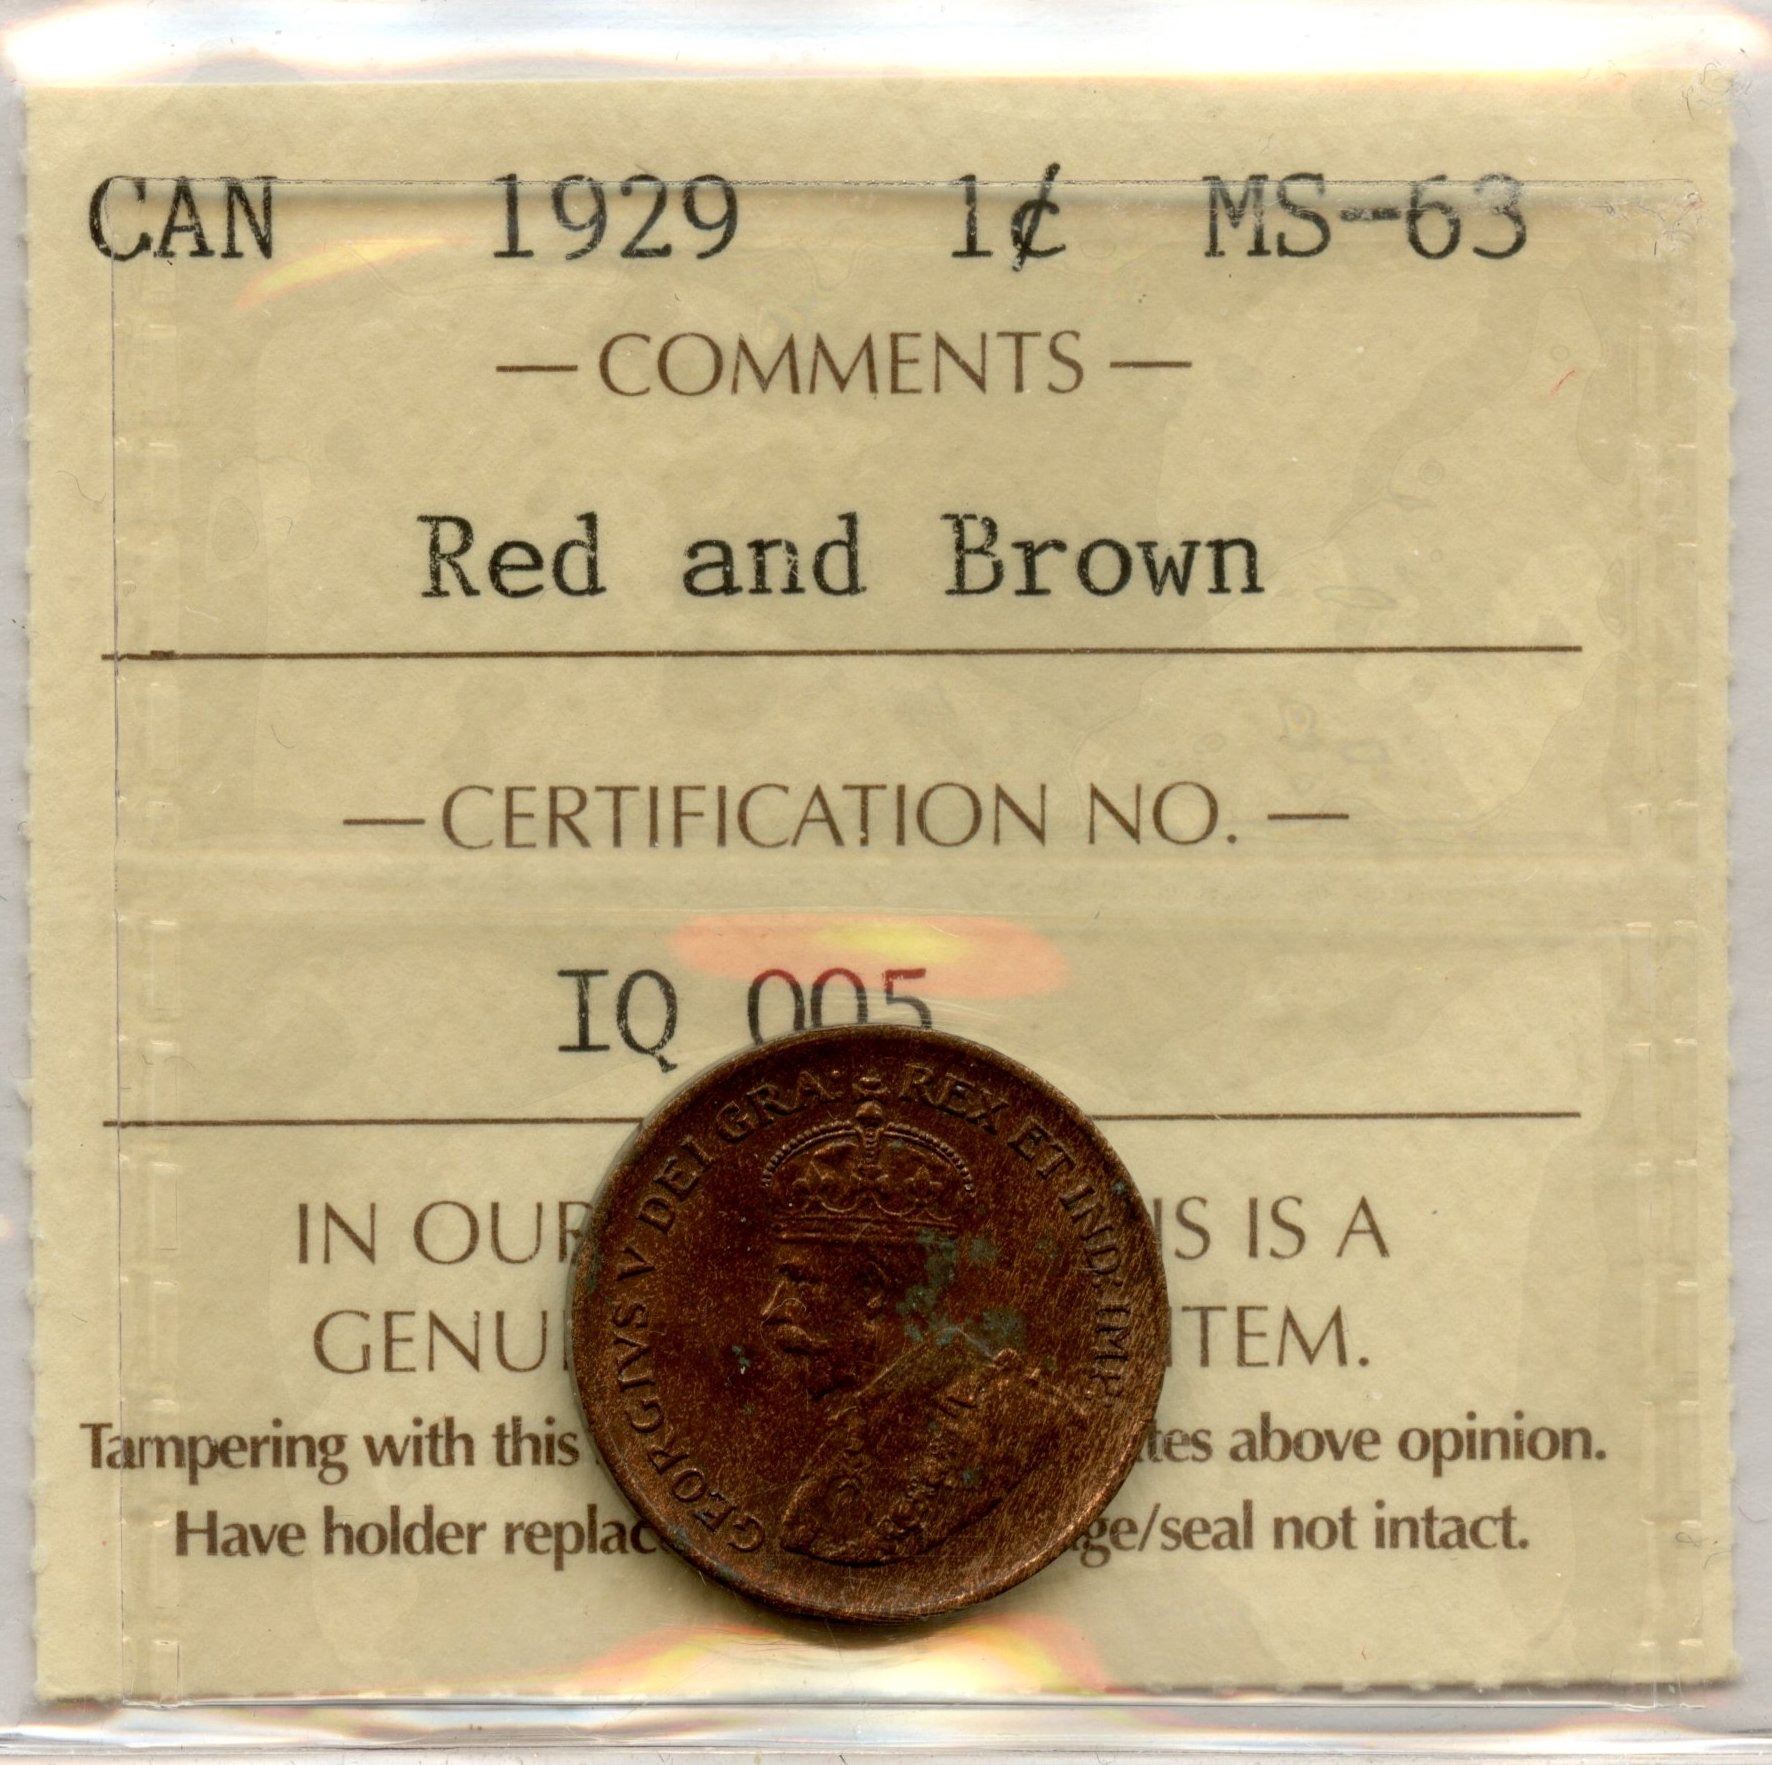 CAN 1929 1¢ MS-63
—COMMENTS—
Red and Brown
—CERTIFICATION NO.—
IQ 005
GEORGIVS V DEI GRA: REX ET IND: IMP:
IN OUR IS IS A
GENU ITEM.
Tampering with this tes above opinion.
Have holder replac ge/seal not intact.